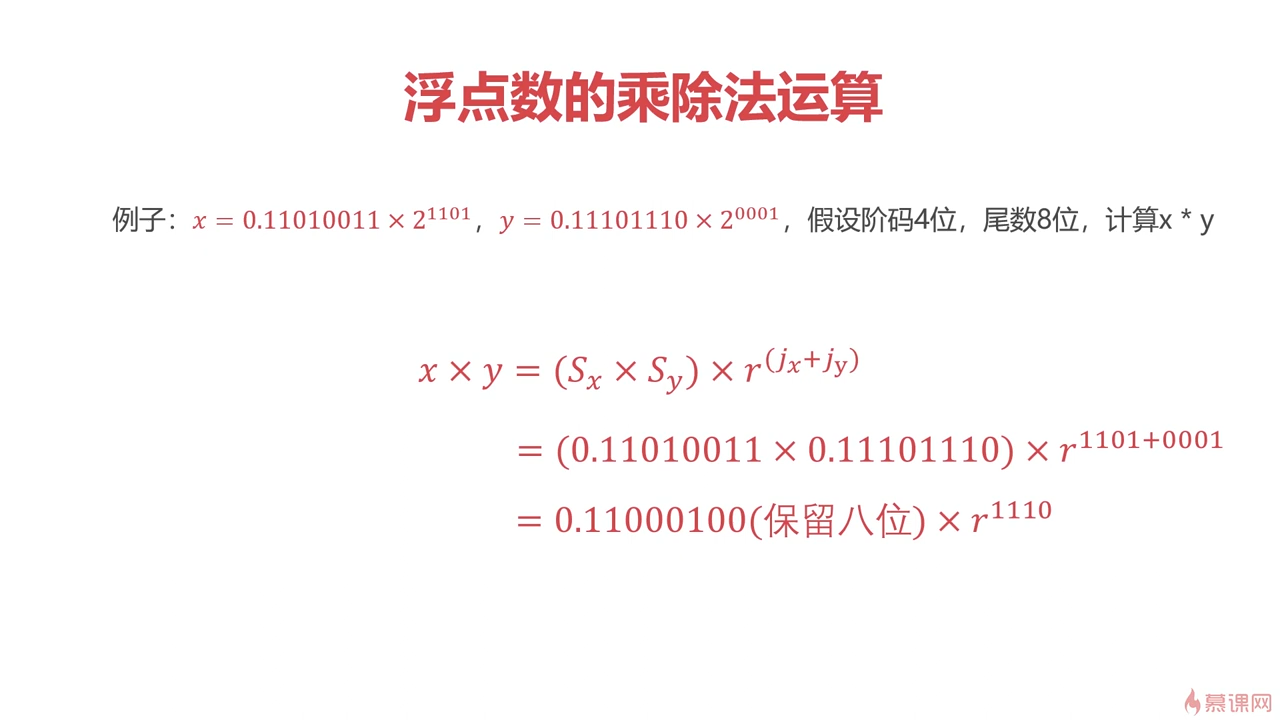 浮点数的乘除法运算
例子：x = 0.11010011 × 2^1101，y = 0.11101110 × 2^0001，假设阶码4位，尾数8位，计算x * y
x × y = (S_x × S_y) × r^(j_x+j_y)
= (0.11010011 × 0.11101110) × r^1101+0001
= 0.11000100(保留八位) × r^1110
慕课网